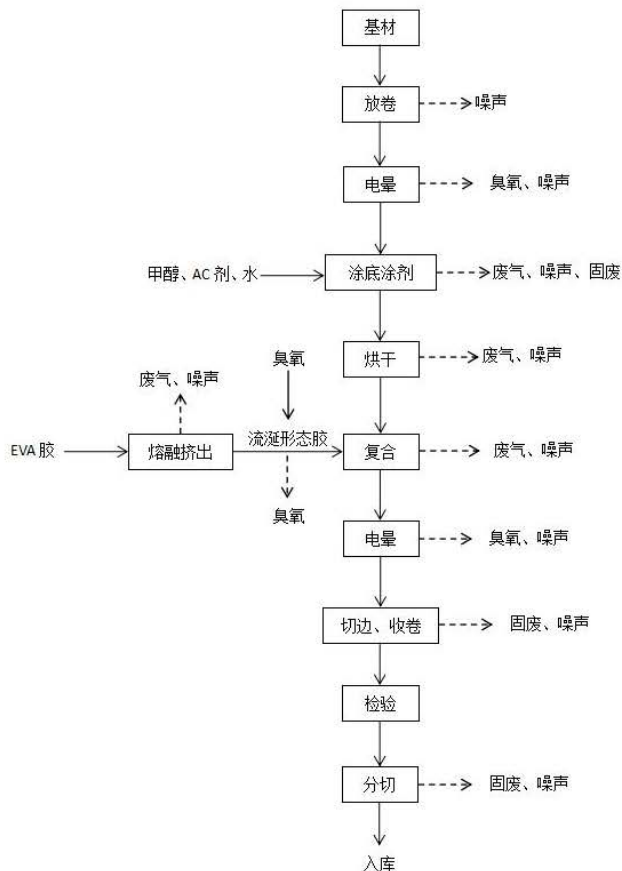 基材
放卷
噪声
电晕
臭氧、噪声
甲醇、AC 剂、水
涂底涂剂
废气、噪声、固废
烘干
废气、噪声
臭氧
废气、噪声
EVA 胶
熔融挤出
流涎形态胶
复合
废气、噪声
臭氧
电晕
臭氧、噪声
切边、收卷
固废、噪声
检验
分切
固废、噪声
入库